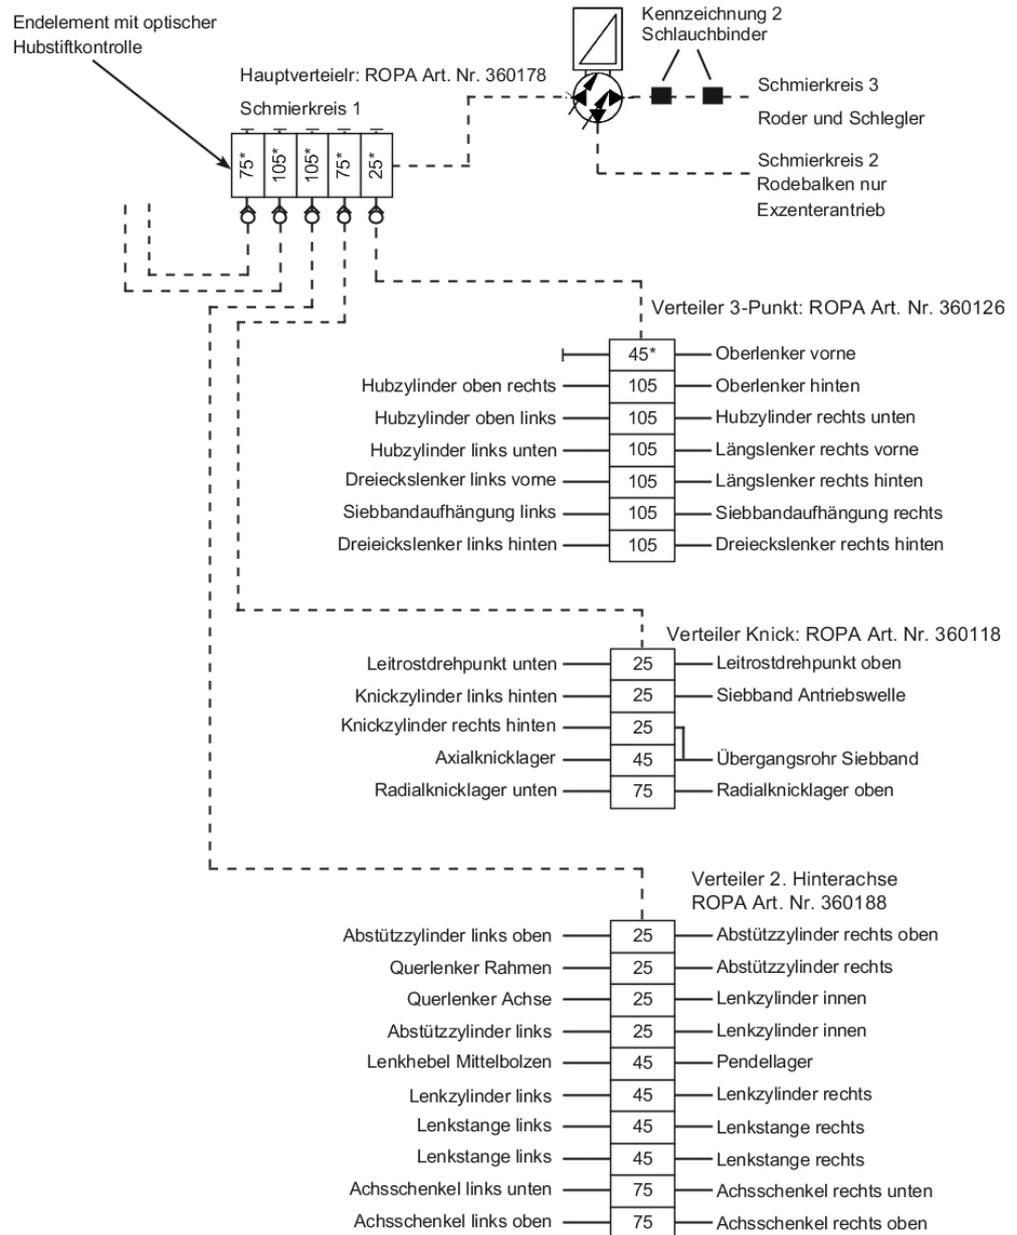 Endelement mit optischer
Hubstiftkontrolle
Kennzeichnung 2
Schlauchbinder
Hauptverteielr: ROPA Art. Nr. 360178
Schmierkreis 1
75*
105*
105*
75*
25*
Schmierkreis 3
Roder und Schlegler
Schmierkreis 2
Rodebalken nur
Exzenterantrieb
Verteiler 3-Punkt: ROPA Art. Nr. 360126
45* Oberlenker vorne
Hubzylinder oben rechts 105 Oberlenker hinten
Hubzylinder oben links 105 Hubzylinder rechts unten
Hubzylinder links unten 105 Längslenker rechts vorne
Dreieckslenker links vorne 105 Längslenker rechts hinten
Siebbandaufhängung links 105 Siebbandaufhängung rechts
Dreieickslenker links hinten 105 Dreieckslenker rechts hinten
Verteiler Knick: ROPA Art. Nr. 360118
Leitrostdrehpunkt unten 25 Leitrostdrehpunkt oben
Knickzylinder links hinten 25 Siebband Antriebswelle
Knickzylinder rechts hinten 25
Axialknicklager 45 Übergangsrohr Siebband
Radialknicklager unten 75 Radialknicklager oben
Verteiler 2. Hinterachse
ROPA Art. Nr. 360188
Abstützzylinder links oben 25 Abstützzylinder rechts oben
Querlenker Rahmen 25 Abstützzylinder rechts
Querlenker Achse 25 Lenkzylinder innen
Abstützzylinder links 25 Lenkzylinder innen
Lenkhebel Mittelbolzen 45 Pendellager
Lenkzylinder links 45 Lenkzylinder rechts
Lenkstange links 45 Lenkstange rechts
Lenkstange links 45 Lenkstange rechts
Achsschenkel links unten 75 Achsschenkel rechts unten
Achsschenkel links oben 75 Achsschenkel rechts oben